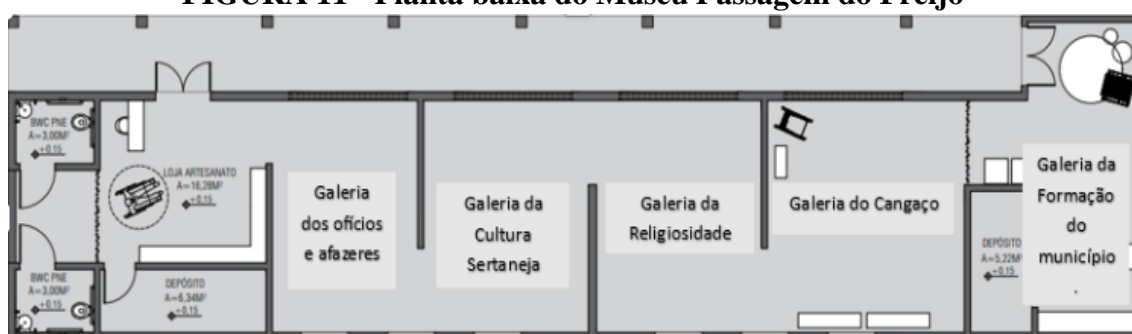 FIGURA 11 - Planta baixa do Museu Passagem do Freijó
BWC PNE
A=3,00M²
+0,15
LOJA ARTESANATO
A=16,28M²
+0,15
BWC PNE
A=3,00M²
+0,15
DEPÓSITO
A=6,34M²
+0,15
Galeria
dos ofícios
e afazeres
Galeria da
Cultura
Sertaneja
Galeria da
Religiosidade
Galeria do Cangaço
DEPÓSITO
A=5,22M²
+0,15
Galeria da
Formação
do
município
.